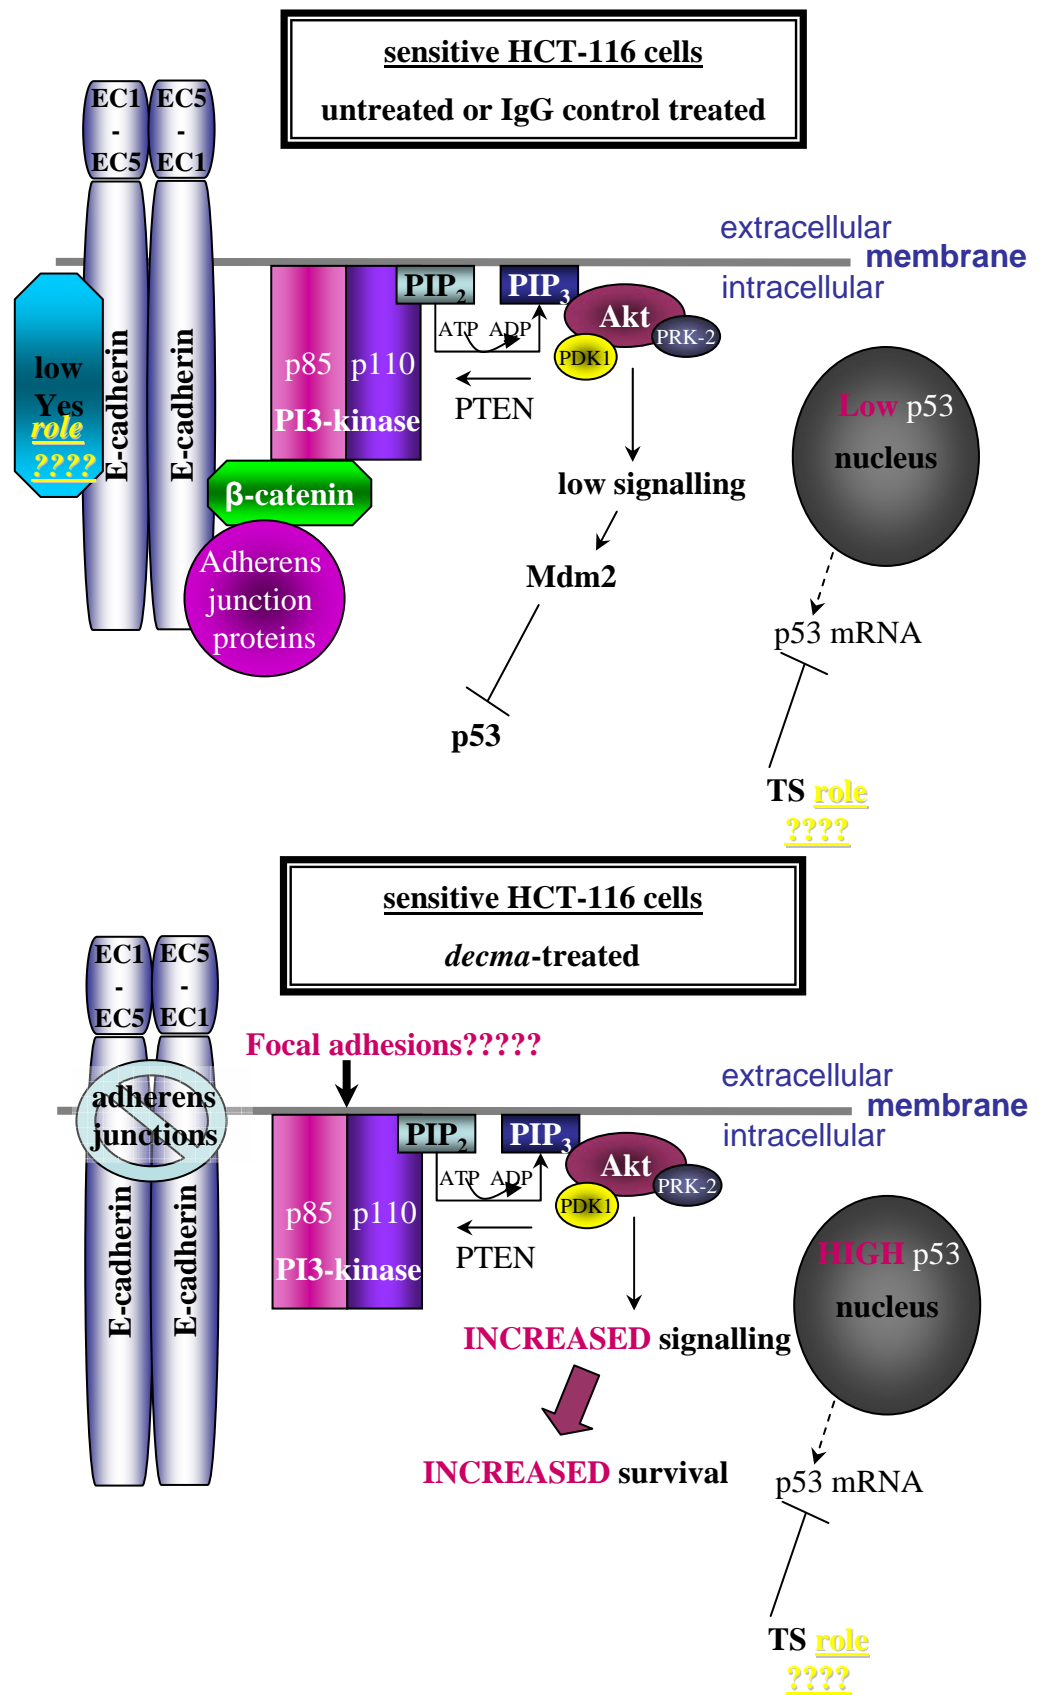 sensitive HCT-116 cells
untreated or IgG control treated
EC1
-
EC5
EC5
-
EC1
extracellular
membrane
intracellular
PIP2
PIP3
Akt
PRK-2
PDK1
ATP
ADP
PTEN
p85
p110
PI3-kinase
E-cadherin
E-cadherin
low
Yes
role
????
β-catenin
Adherens
junction
proteins
low signalling
Mdm2
p53
Low p53
nucleus
p53 mRNA
TS role
????
sensitive HCT-116 cells
decma-treated
EC1
-
EC5
EC5
-
EC1
Focal adhesions?????
adherens
junctions
extracellular
membrane
intracellular
PIP2
PIP3
Akt
PRK-2
PDK1
ATP
ADP
PTEN
p85
p110
PI3-kinase
E-cadherin
E-cadherin
INCREASED signalling
INCREASED survival
HIGH p53
nucleus
p53 mRNA
TS role
????